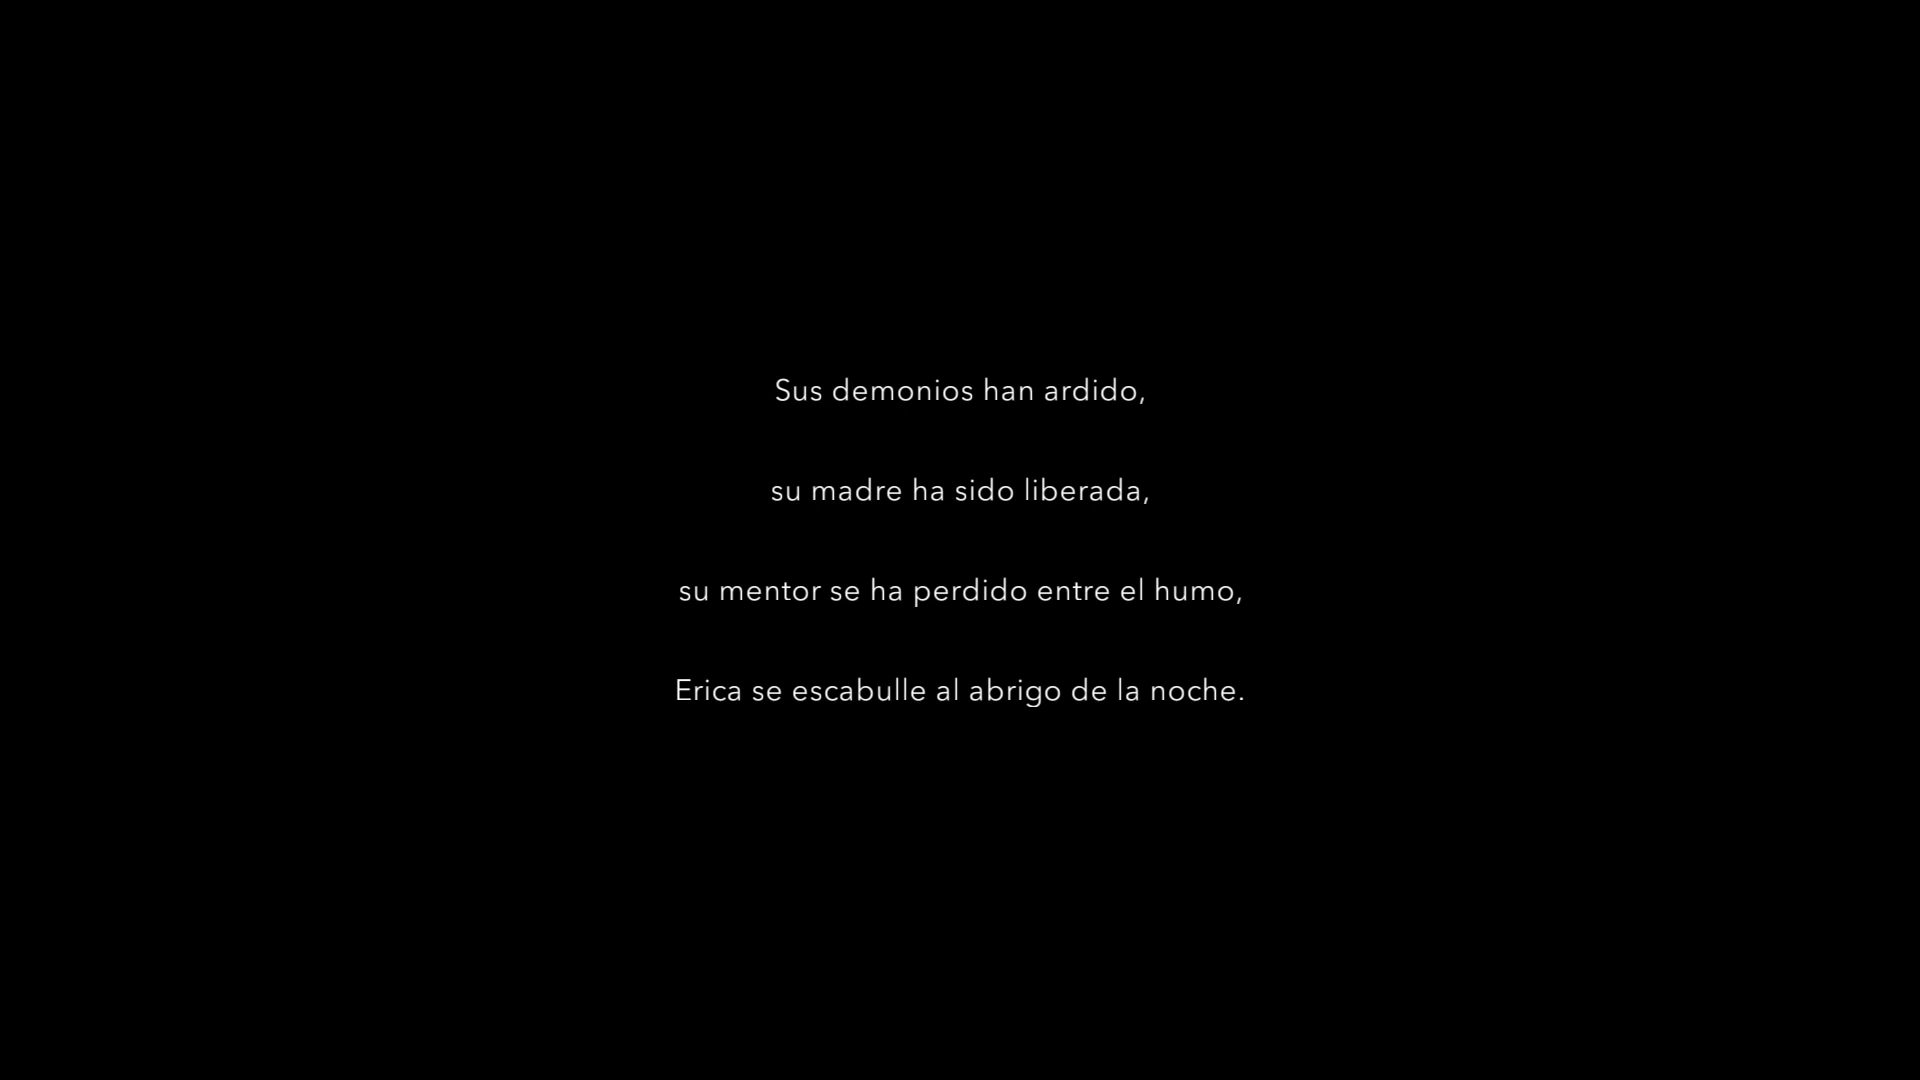 Sus demonios han ardido,
su madre ha sido liberada,
su mentor se ha perdido entre el humo,
Erica se escabulle al abrigo de la noche.